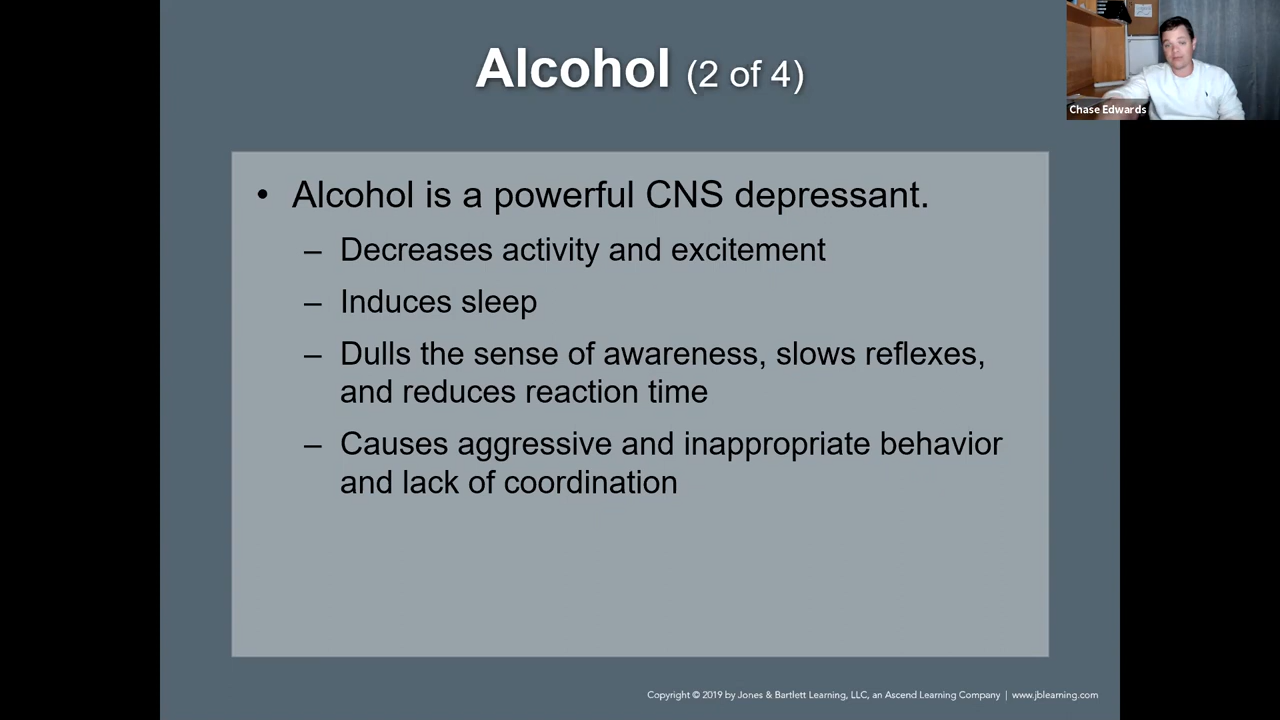 Alcohol (2 of 4)
Chase Edwards
• Alcohol is a powerful CNS depressant.
– Decreases activity and excitement
– Induces sleep
– Dulls the sense of awareness, slows reflexes,
and reduces reaction time
– Causes aggressive and inappropriate behavior
and lack of coordination
Copyright © 2019 by Jones & Bartlett Learning, LLC, an Ascend Learning Company | www.jblearning.com